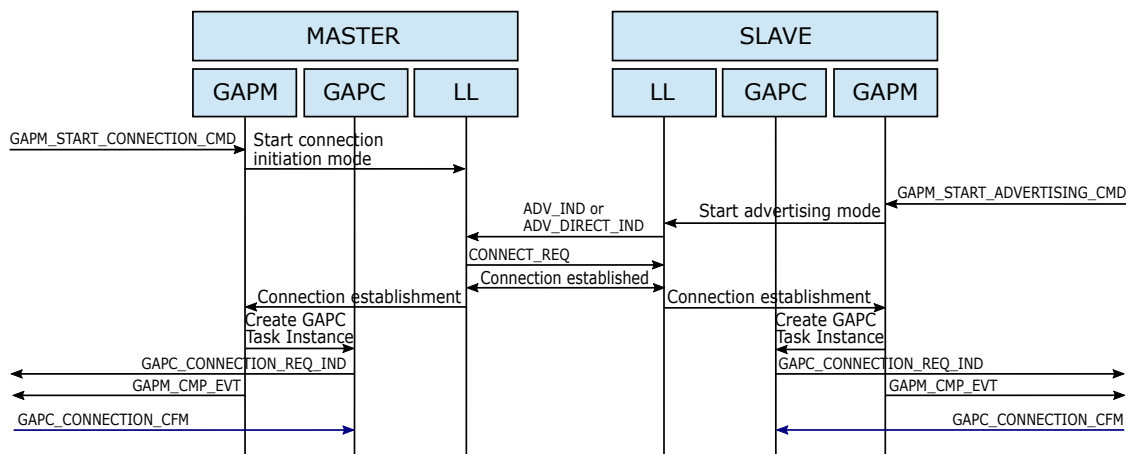 MASTER
SLAVE
GAPM
GAPC
LL
LL
GAPC
GAPM
GAPM_START_CONNECTION_CMD
Start connection
initiation mode
GAPM_START_ADVERTISING_CMD
Start advertising mode
ADV_IND or
ADV_DIRECT_IND
CONNECT_REQ
Connection established
Connection establishment
Connection establishment
Create GAPC
Task Instance
Create GAPC
Task Instance
GAPC_CONNECTION_REQ_IND
GAPC_CONNECTION_REQ_IND
GAPM_CMP_EVT
GAPM_CMP_EVT
GAPC_CONNECTION_CFM
GAPC_CONNECTION_CFM